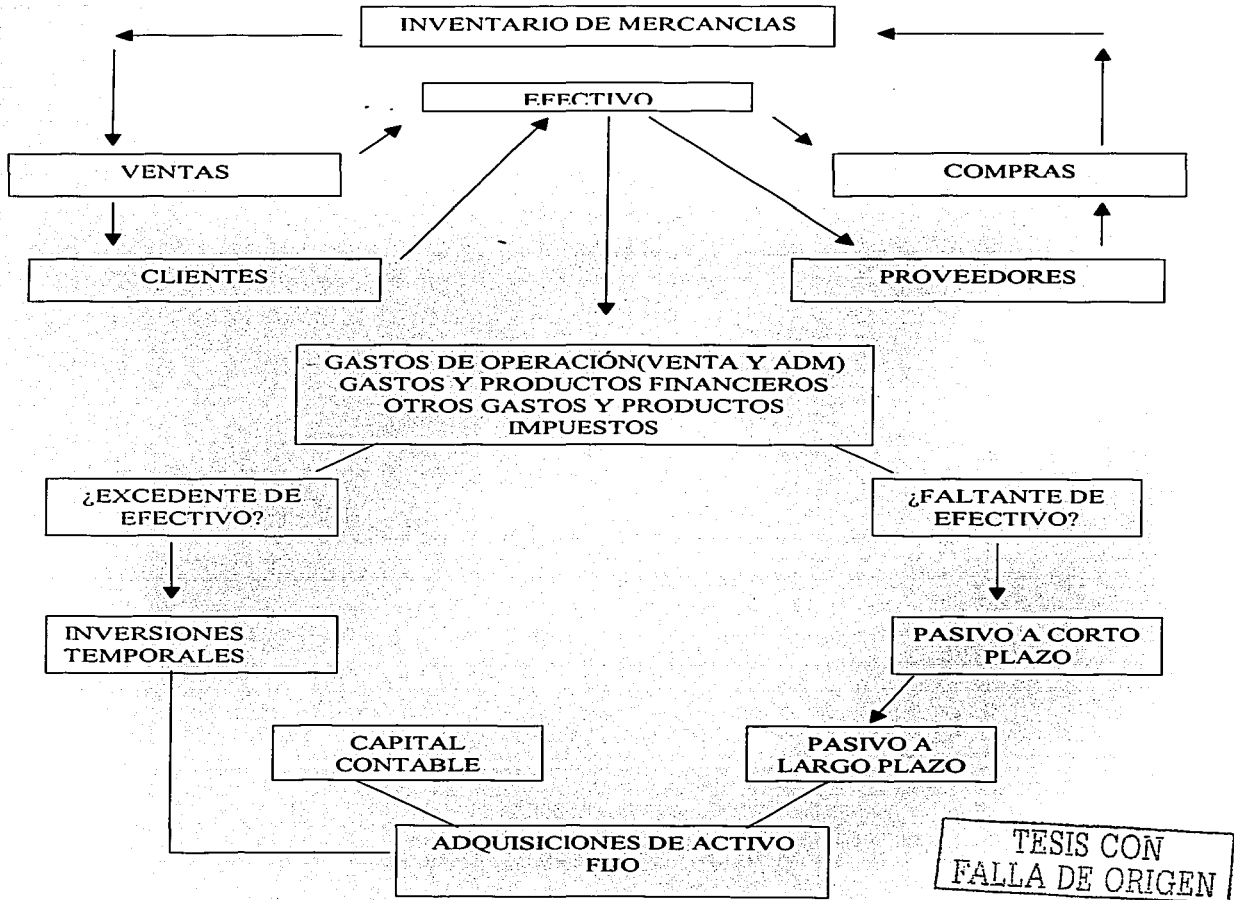 INVENTARIO DE MERCANCIAS
EFECTIVO
VENTAS
COMPRAS
CLIENTES
PROVEEDORES
GASTOS DE OPERACIÓN(VENTA Y ADM)
GASTOS Y PRODUCTOS FINANCIEROS
OTROS GASTOS Y PRODUCTOS
IMPUESTOS
¿EXCEDENTE DE
EFECTIVO?
¿FALTANTE DE
EFECTIVO?
INVERSIONES
TEMPORALES
PASIVO A CORTO
PLAZO
CAPITAL
CONTABLE
PASIVO A
LARGO PLAZO
ADQUISICIONES DE ACTIVO
FIJO
TESIS CON
FALLA DE ORIGEN